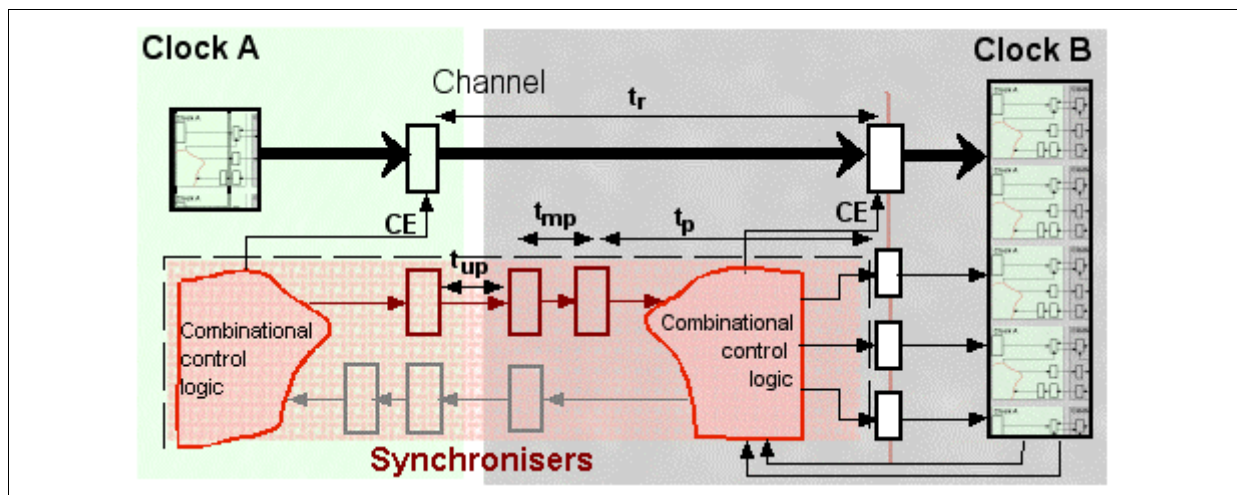 Clock A
Clock B
Channel
tr
CE
CE
tmp
tp
tup
Combinational
control
logic
Combinational
control
logic
Synchronisers